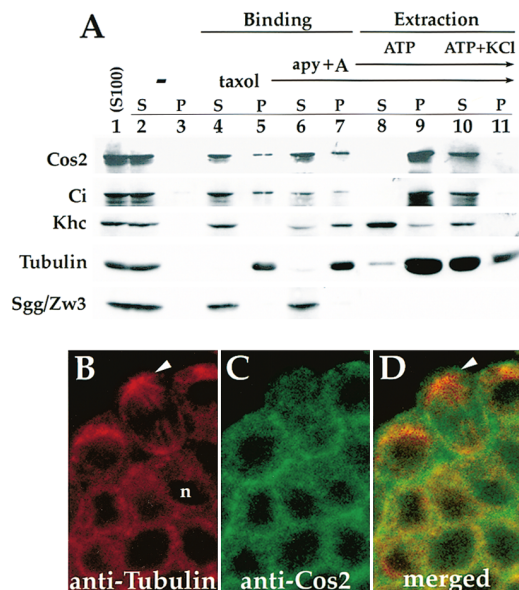 A
Binding
Extraction
(S100)
-
taxol
apy+A
ATP
ATP+KCl
S P S P S P S P S P
1 2 3 4 5 6 7 8 9 10 11
Cos2
Ci
Khc
Tubulin
Sgg/Zw3
B C D
n
anti-Tubulin anti-Cos2 merged